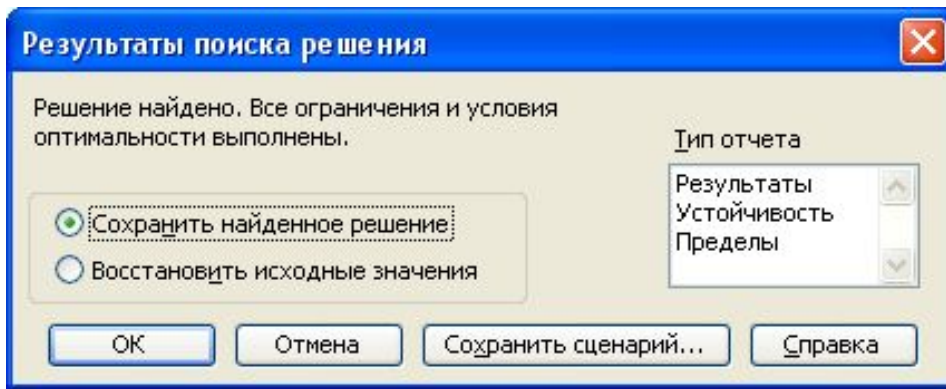 Результаты поиска решения
Решение найдено. Все ограничения и условия
оптимальности выполнены.
Тип отчета
Результаты
Устойчивость
Пределы
Сохранить найденное решение
Восстановить исходные значения
ОК
Отмена
Сохранить сценарий...
Справка